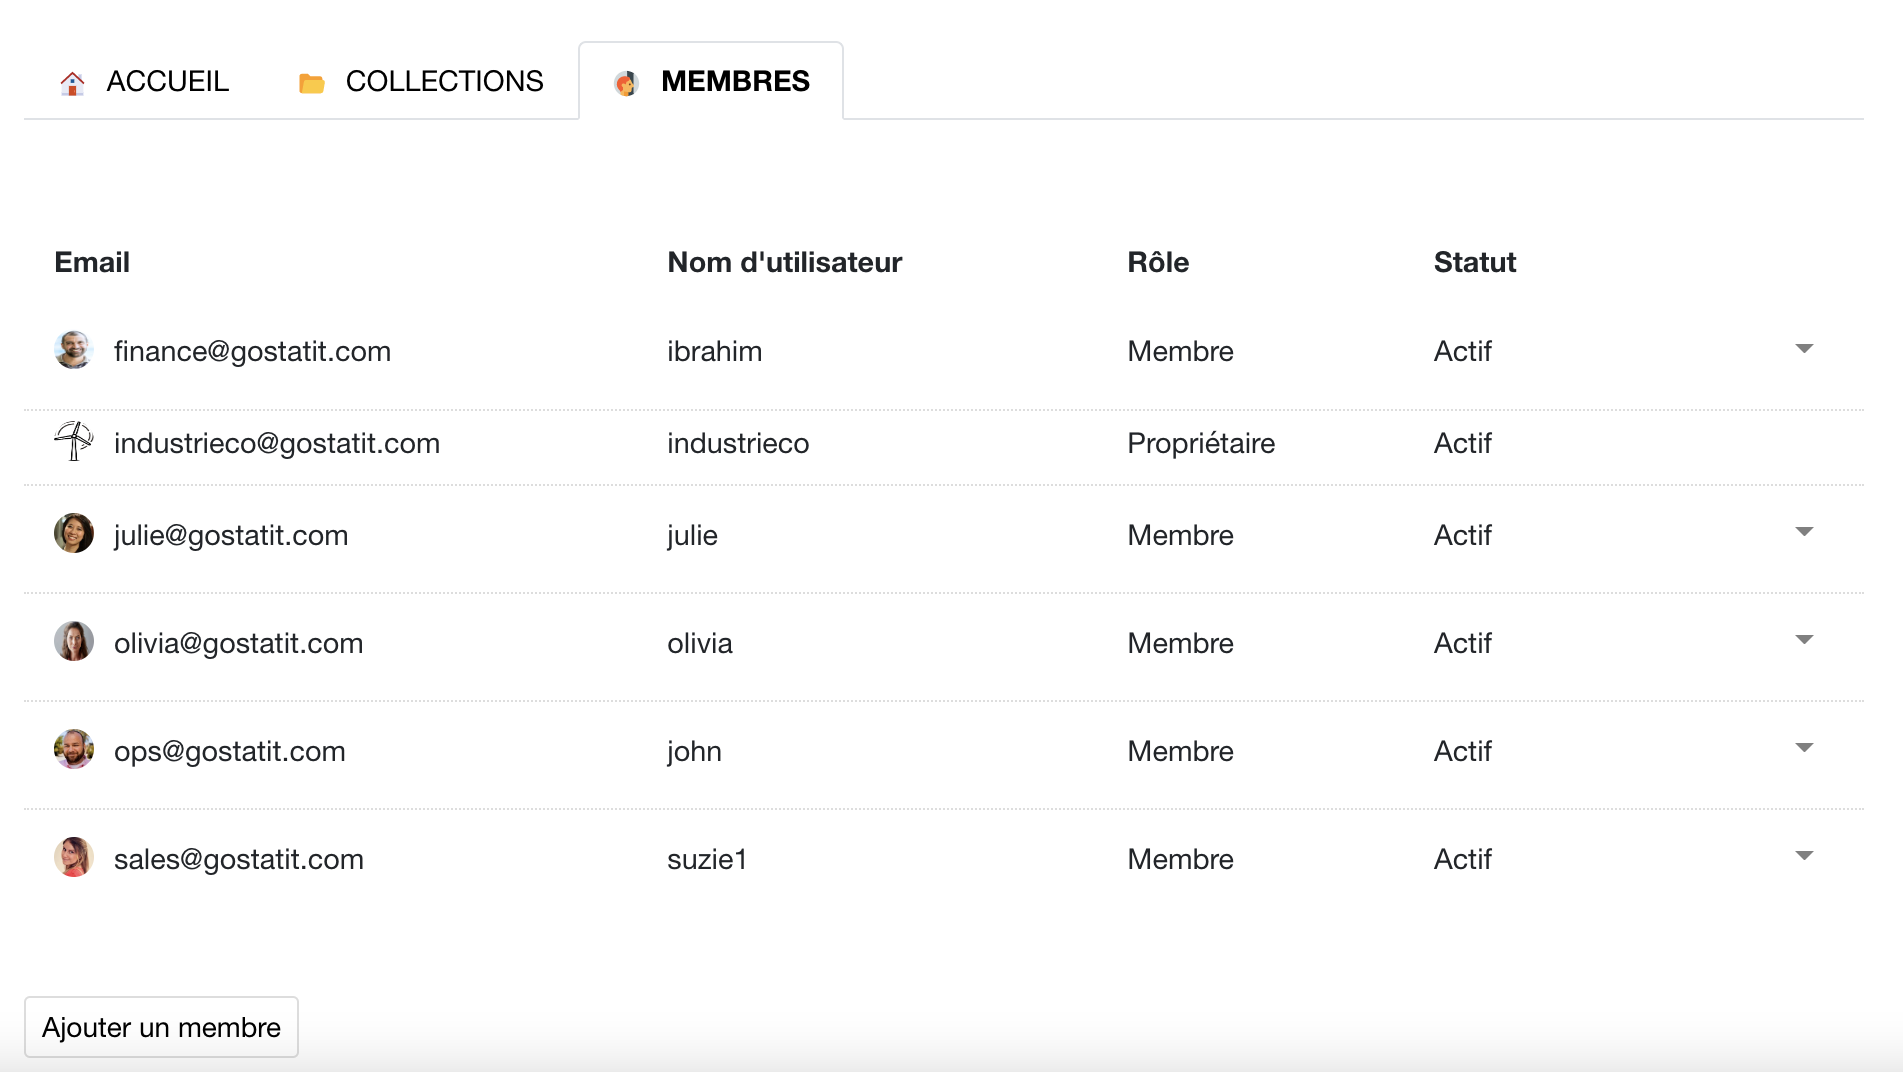 ACCUEIL COLLECTIONS MEMBRES
Email Nom d'utilisateur Rôle Statut
finance@gostatit.com ibrahim Membre Actif
industrieco@gostatit.com industrieco Propriétaire Actif
julie@gostatit.com julie Membre Actif
olivia@gostatit.com olivia Membre Actif
ops@gostatit.com john Membre Actif
sales@gostatit.com suzie1 Membre Actif
Ajouter un membre